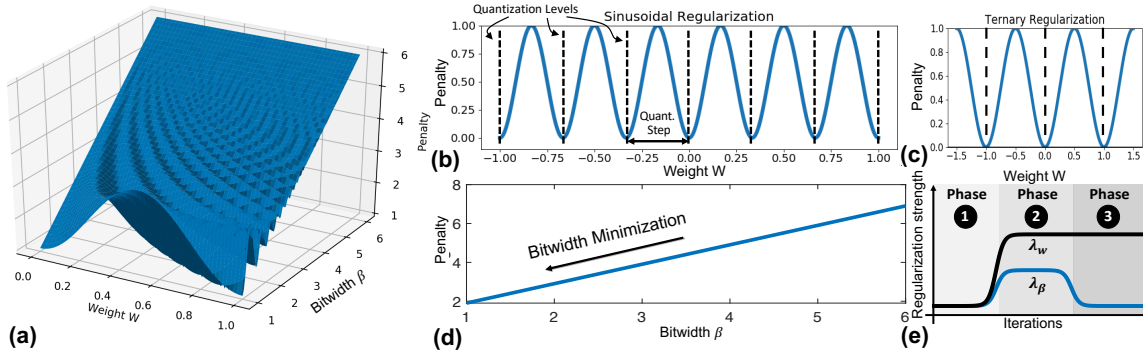 6
5
4
3
2
1
Penalty
0.0
0.2
0.4
0.6
0.8
1.0
Weight W
1
2
3
4
5
6
Bitwidth β
(a)
Quantization Levels
Sinusoidal Regularization
1.00
0.75
0.50
0.25
0.00
Penalty
Quant.
Step
−1.00
−0.75
−0.50
−0.25
0.00
0.25
0.50
0.75
1.00
Weight W
(b)
Ternary Regularization
1.0
0.8
0.6
0.4
0.2
0.0
Penalty
−1.5
−1.0
−0.5
0.0
0.5
1.0
1.5
Weight W
(c)
8
6
4
2
Penalty
Bitwidth Minimization
1
2
3
4
5
6
Bitwidth β
(d)
Regularization strength
Phase
1
Phase
2
Phase
3
λw
λβ
Iterations
(e)